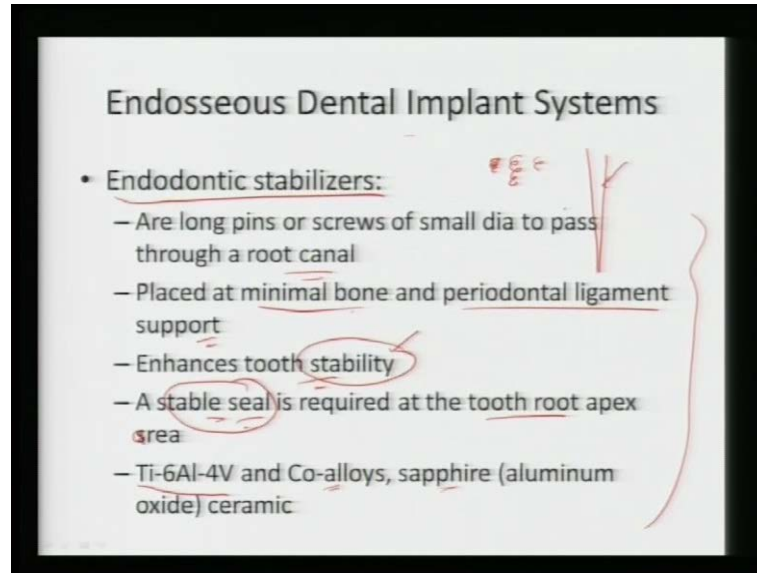 Endosseous Dental Implant Systems
• Endodontic stabilizers:
– Are long pins or screws of small dia to pass
through a root canal
– Placed at minimal bone and periodontal ligament
support
– Enhances tooth stability
– A stable seal is required at the tooth root apex
srea
– Ti-6Al-4V and Co-alloys, sapphire (aluminum
oxide) ceramic